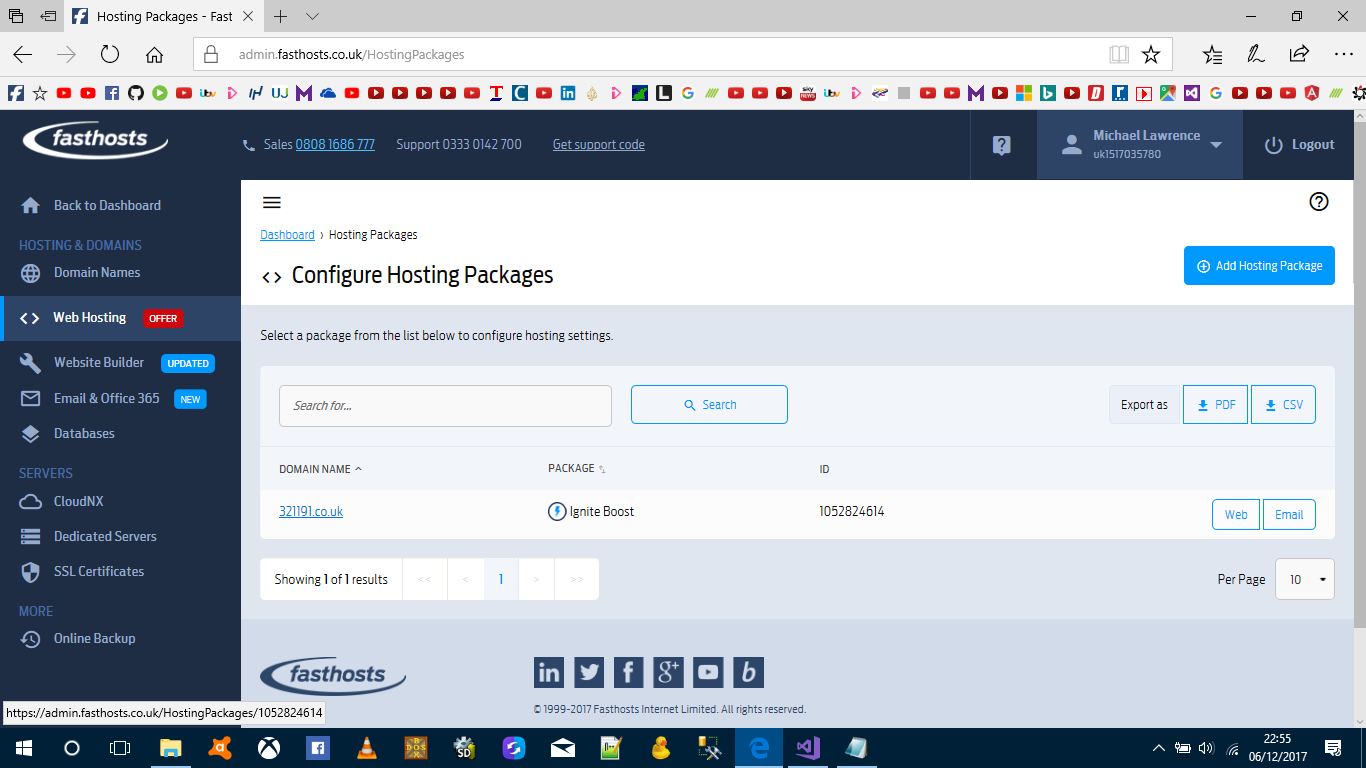 Hosting Packages - Fast
admin.fasthosts.co.uk/HostingPackages
fasthosts
Sales 0808 1686 777
Support 0333 0142 700
Get support code
Michael Lawrence
uk1517035780
Logout
Back to Dashboard
HOSTING & DOMAINS
Domain Names
Web Hosting OFFER
Website Builder UPDATED
Email & Office 365 NEW
Databases
SERVERS
CloudNX
Dedicated Servers
SSL Certificates
MORE
Online Backup
Dashboard › Hosting Packages
<> Configure Hosting Packages
Add Hosting Package
Select a package from the list below to configure hosting settings.
Search for...
Search
Export as
PDF
CSV
DOMAIN NAME
PACKAGE
ID
321191.co.uk
Ignite Boost
1052824614
Web
Email
Showing 1 of 1 results
<<
<
1
>
>>
Per Page
10
fasthosts
© 1999-2017 Fasthosts Internet Limited. All rights reserved.
https://admin.fasthosts.co.uk/HostingPackages/1052824614
22:55
06/12/2017